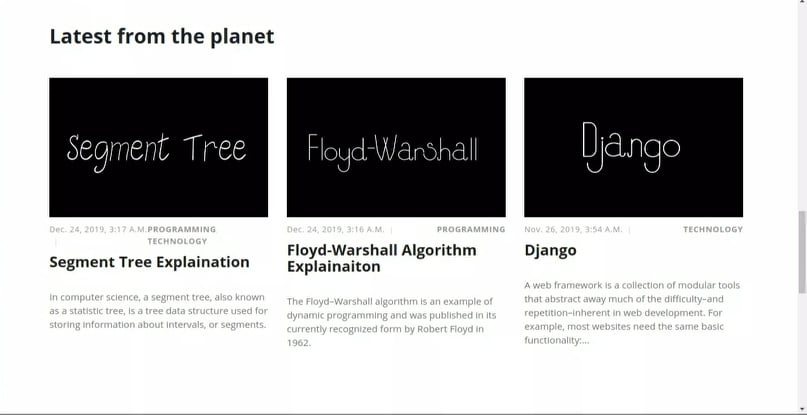 Latest from the planet
Segment Tree
Dec. 24, 2019, 3:17 A.M.
|
PROGRAMMING,
TECHNOLOGY
Segment Tree Explaination
In computer science, a segment tree, also known
as a statistic tree, is a tree data structure used for
storing information about intervals, or segments.
Floyd-Warshall
Dec. 24, 2019, 3:16 A.M. | PROGRAMMING
Floyd-Warshall Algorithm
Explainaiton
The Floyd–Warshall algorithm is an example of
dynamic programming and was published in its
currently recognized form by Robert Floyd in
1962.
Django
Nov. 26, 2019, 3:54 A.M. | TECHNOLOGY
Django
A web framework is a collection of modular tools
that abstract away much of the difficulty–and
repetition–inherent in web development. For
example, most websites need the same basic
functionality:...